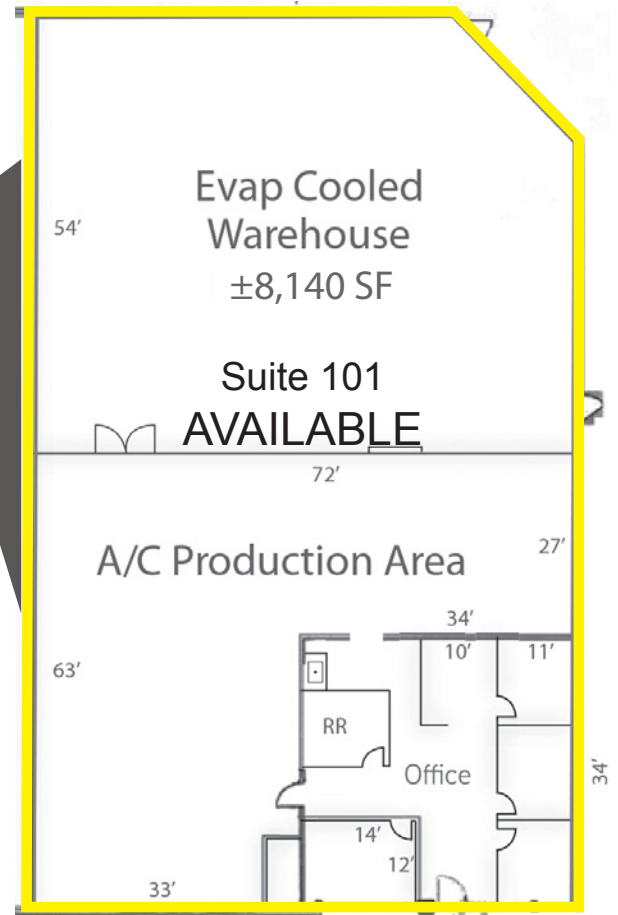 Evap Cooled
Warehouse
54′
±8,140 SF
Suite 101
AVAILABLE
72′
A/C Production Area
27′
34′
10′
11′
63′
RR
Office
34′
14′
12′
33′